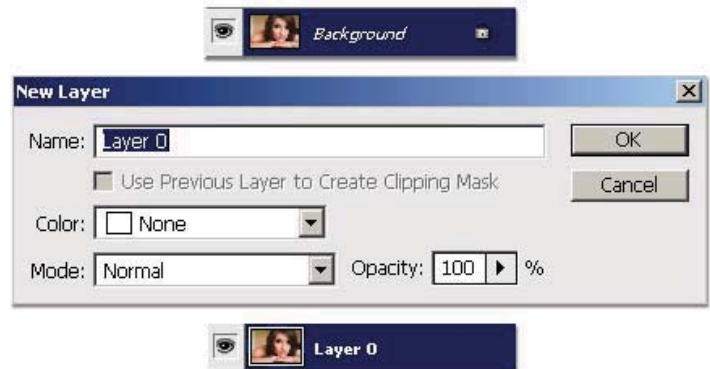 Background
New Layer
Name: Layer 0 OK
Use Previous Layer to Create Clipping Mask Cancel
Color: None
Mode: Normal Opacity: 100 %
Layer 0